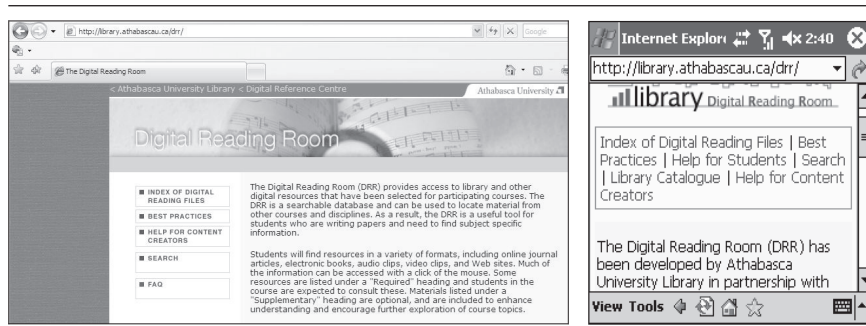 http://library.athabasca.ca/drr/
Google
The Digital Reading Room
< Athabasca University Library < Digital Reference Centre
Athabasca University
Digital Reading Room
INDEX OF DIGITAL
READING FILES
BEST PRACTICES
HELP FOR CONTENT
CREATORS
SEARCH
FAQ
The Digital Reading Room (DRR) provides access to library and other
digital resources that have been selected for participating courses. The
DRR is a searchable database and can be used to locate material from
other courses and disciplines. As a result, the DRR is a useful tool for
students who are writing papers and need to find subject specific
information.
Students will find resources in a variety of formats, including online journal
articles, electronic books, audio clips, video clips, and Web sites. Much of
the information can be accessed with a click of the mouse. Some
resources are listed under a "Required" heading and students in the
course are expected to consult these. Materials listed under a
"Supplementary" heading are optional, and are included to enhance
understanding and encourage further exploration of course topics.
Internet Explor 2:40
http://library.athabascau.ca/drr/
library Digital Reading Room
Index of Digital Reading Files | Best
Practices | Help for Students | Search
| Library Catalogue | Help for Content
Creators
The Digital Reading Room (DRR) has
been developed by Athabasca
University Library in partnership with
View Tools